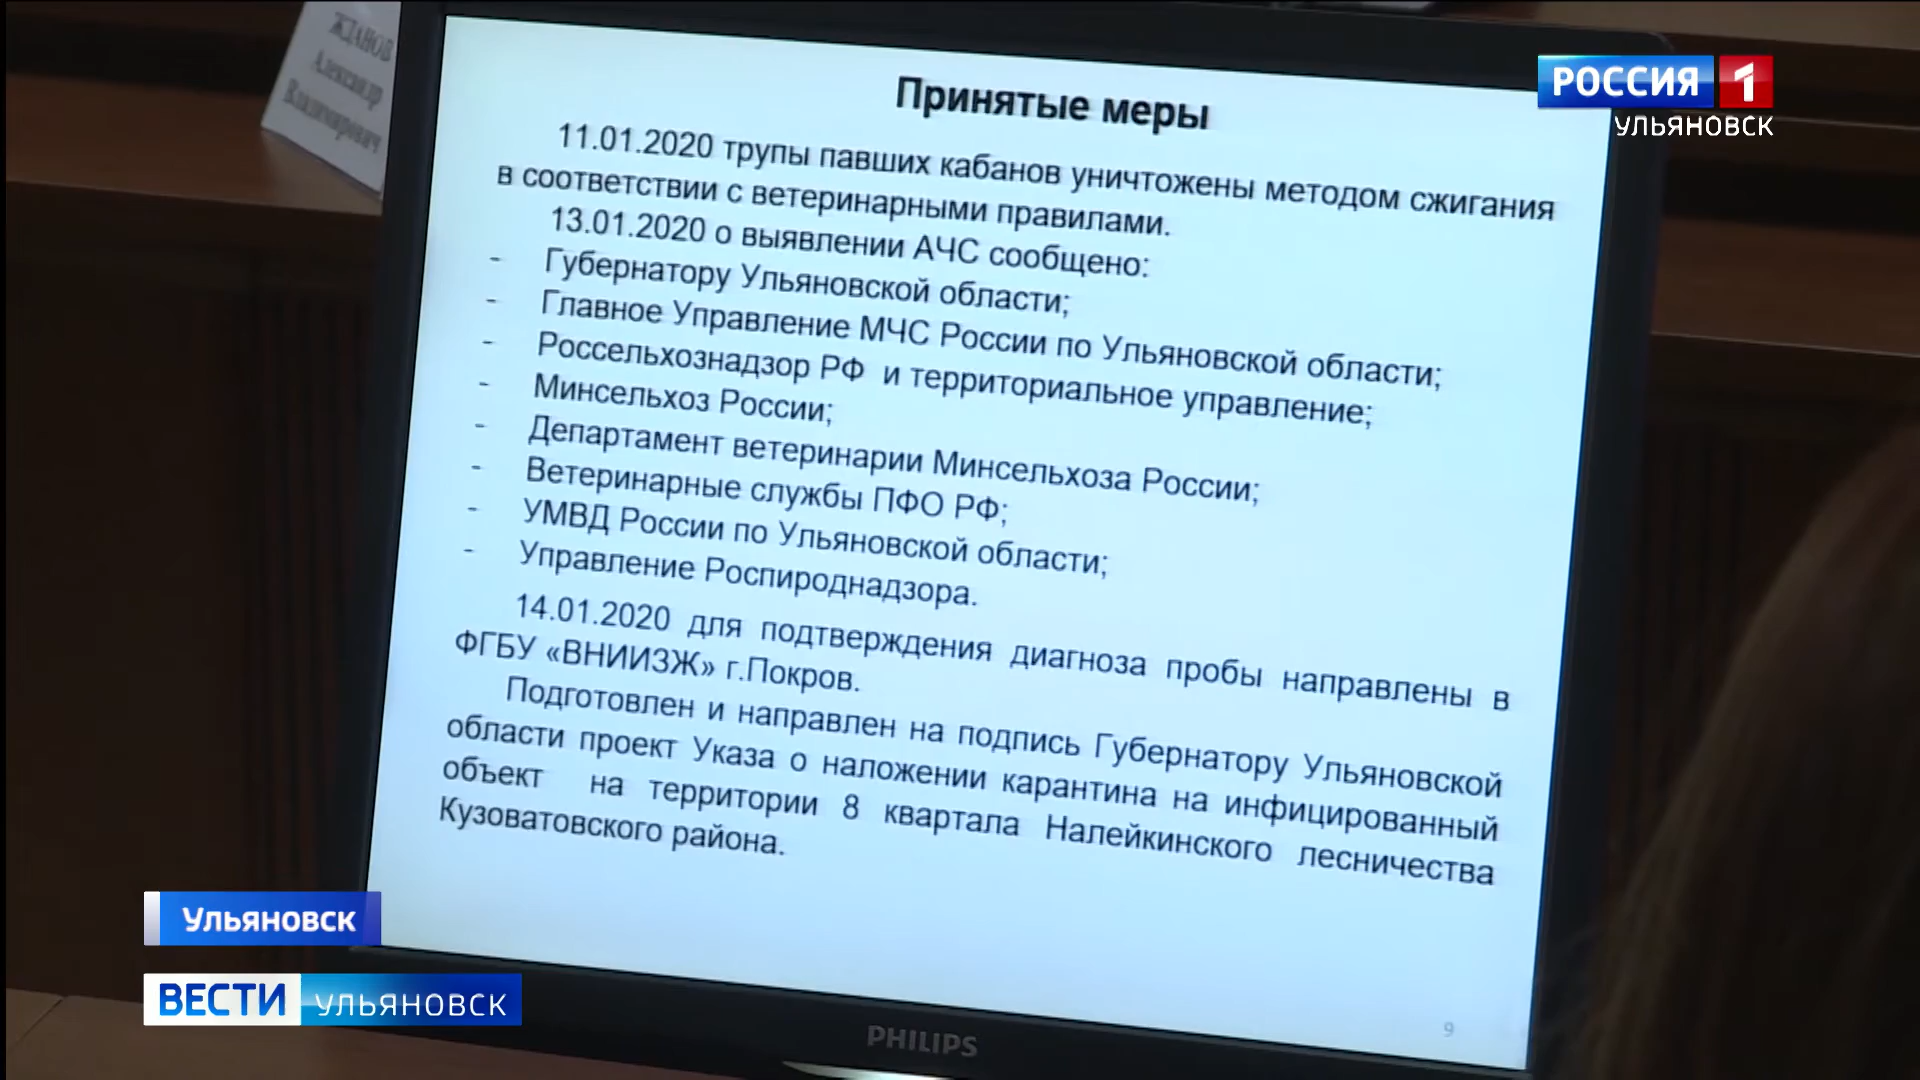 ЖДАНОВ
Александр
Владимирович
РОССИЯ 1
УЛЬЯНОВСК
Принятые меры
11.01.2020 трупы павших кабанов уничтожены методом сжигания
в соответствии с ветеринарными правилами.
13.01.2020 о выявлении АЧС сообщено:
- Губернатору Ульяновской области;
- Главное Управление МЧС России по Ульяновской области;
- Россельхознадзор РФ и территориальное управление;
- Минсельхоз России;
- Департамент ветеринарии Минсельхоза России;
- Ветеринарные службы ПФО РФ;
- УМВД России по Ульяновской области;
- Управление Роспироднадзора.
14.01.2020 для подтверждения диагноза пробы направлены в
ФГБУ «ВНИИЗЖ» г.Покров.
Подготовлен и направлен на подпись Губернатору Ульяновской
области проект Указа о наложении карантина на инфицированный
объект на территории 8 квартала Налейкинского лесничества
Кузоватовского района.
9
Ульяновск
ВЕСТИ УЛЬЯНОВСК
PHILIPS